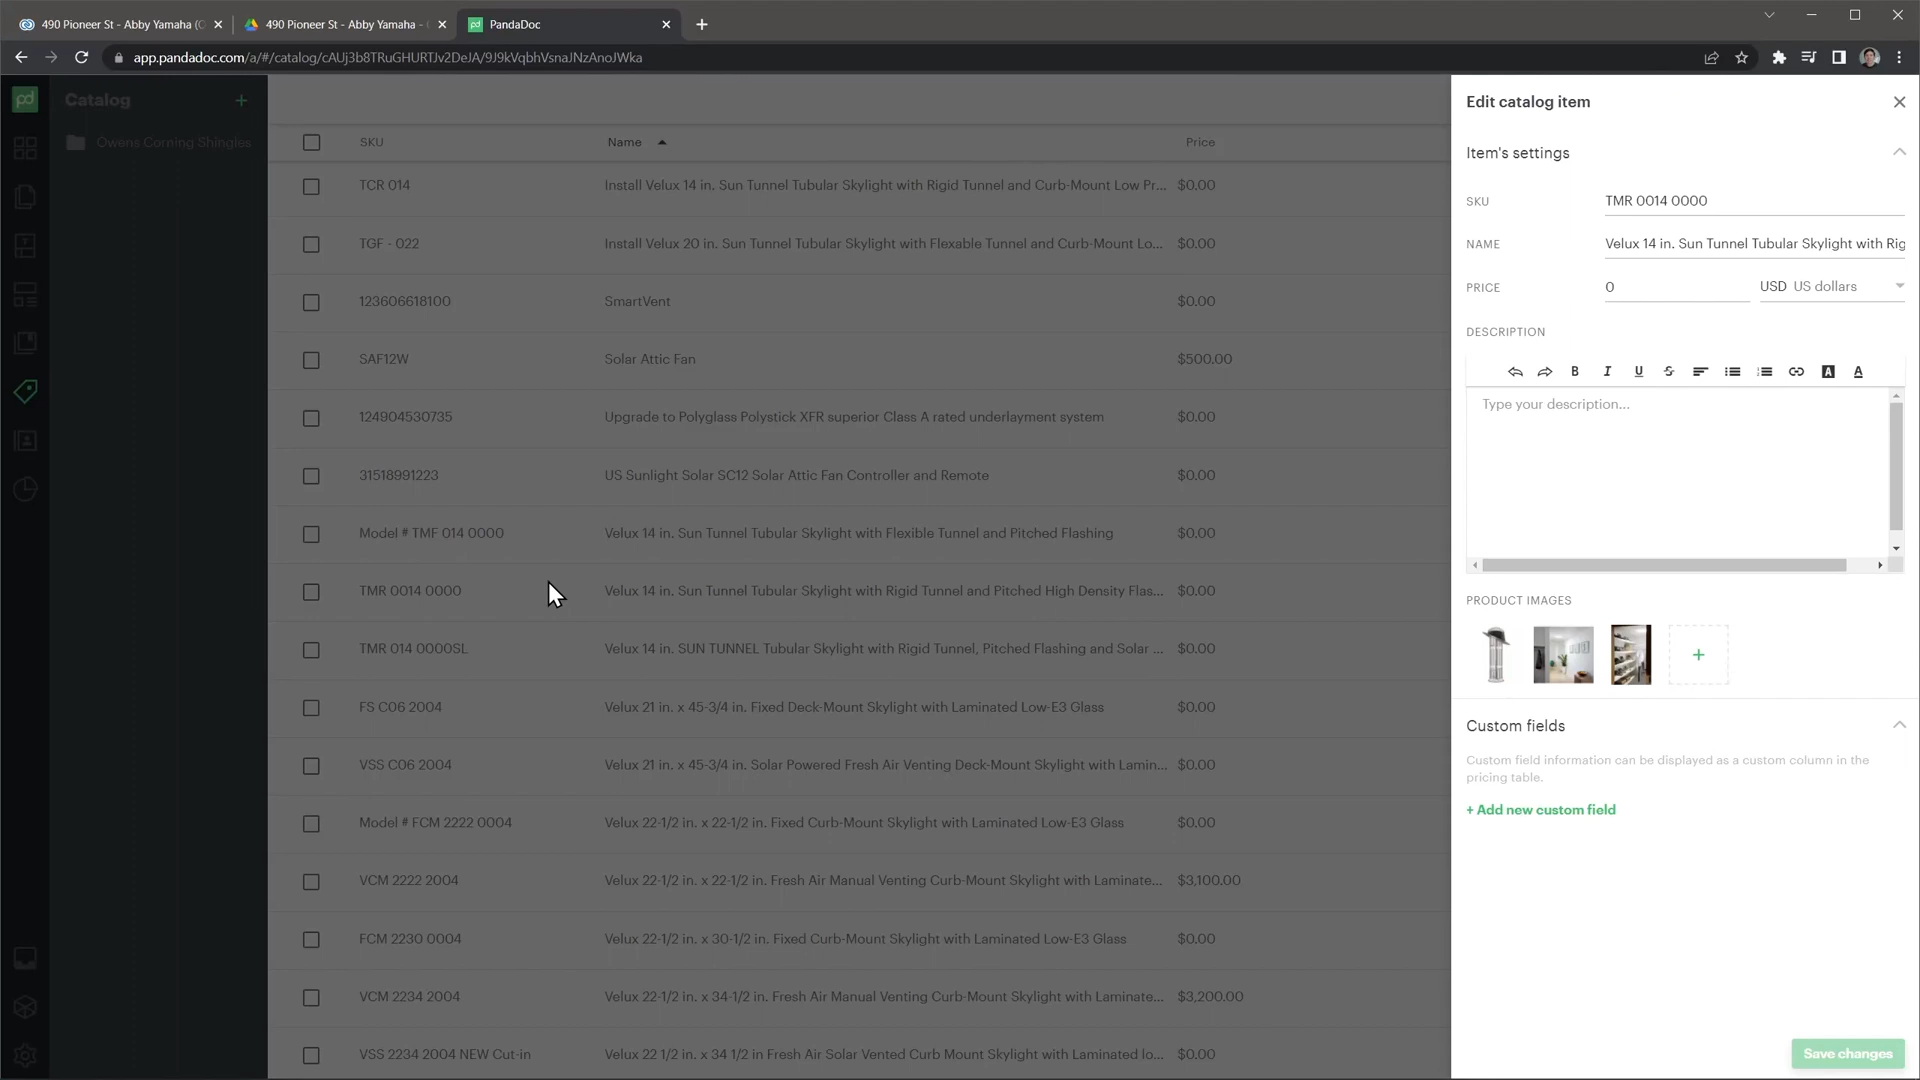 490 Pioneer St - Abby Yamaha (O
490 Pioneer St - Abby Yamaha -
PandaDoc
app.pandadoc.com/a/#/catalog/cAUj3b8TRuGHURTJv2DeJA/9J9kVqbhVsnaJNzAnoJWka
pd Catalog
Owens Corning Shingles
SKU Name Price
TCR 014 Install Velux 14 in. Sun Tunnel Tubular Skylight with Rigid Tunnel and Curb-Mount Low Pr... $0.00
TGF - 022 Install Velux 20 in. Sun Tunnel Tubular Skylight with Flexable Tunnel and Curb-Mount Lo... $0.00
123606618100 SmartVent $0.00
SAF12W Solar Attic Fan $500.00
124904530735 Upgrade to Polyglass Polystick XFR superior Class A rated underlayment system $0.00
31518991223 US Sunlight Solar SC12 Solar Attic Fan Controller and Remote $0.00
Model # TMF 014 0000 Velux 14 in. Sun Tunnel Tubular Skylight with Flexible Tunnel and Pitched Flashing $0.00
TMR 0014 0000 Velux 14 in. Sun Tunnel Tubular Skylight with Rigid Tunnel and Pitched High Density Flas... $0.00
TMR 014 0000SL Velux 14 in. SUN TUNNEL Tubular Skylight with Rigid Tunnel, Pitched Flashing and Solar ... $0.00
FS C06 2004 Velux 21 in. x 45-3/4 in. Fixed Deck-Mount Skylight with Laminated Low-E3 Glass $0.00
VSS C06 2004 Velux 21 in. x 45-3/4 in. Solar Powered Fresh Air Venting Deck-Mount Skylight with Lamin... $0.00
Model # FCM 2222 0004 Velux 22-1/2 in. x 22-1/2 in. Fixed Curb-Mount Skylight with Laminated Low-E3 Glass $0.00
VCM 2222 2004 Velux 22-1/2 in. x 22-1/2 in. Fresh Air Manual Venting Curb-Mount Skylight with Laminate... $3,100.00
FCM 2230 0004 Velux 22-1/2 in. x 30-1/2 in. Fixed Curb-Mount Skylight with Laminated Low-E3 Glass $0.00
VCM 2234 2004 Velux 22-1/2 in. x 34-1/2 in. Fresh Air Manual Venting Curb-Mount Skylight with Laminate... $3,200.00
VSS 2234 2004 NEW Cut-in Velux 22 1/2 in x 34 1/2 in Fresh Air Solar Vented Curb Mount Skylight with Laminated lo... $0.00
Edit catalog item
Item's settings
SKU TMR 0014 0000
NAME Velux 14 in. Sun Tunnel Tubular Skylight with Rig
PRICE 0 USD US dollars
DESCRIPTION
B I U S A A
Type your description...
PRODUCT IMAGES
Custom fields
Custom field information can be displayed as a custom column in the
pricing table.
+ Add new custom field
Save changes